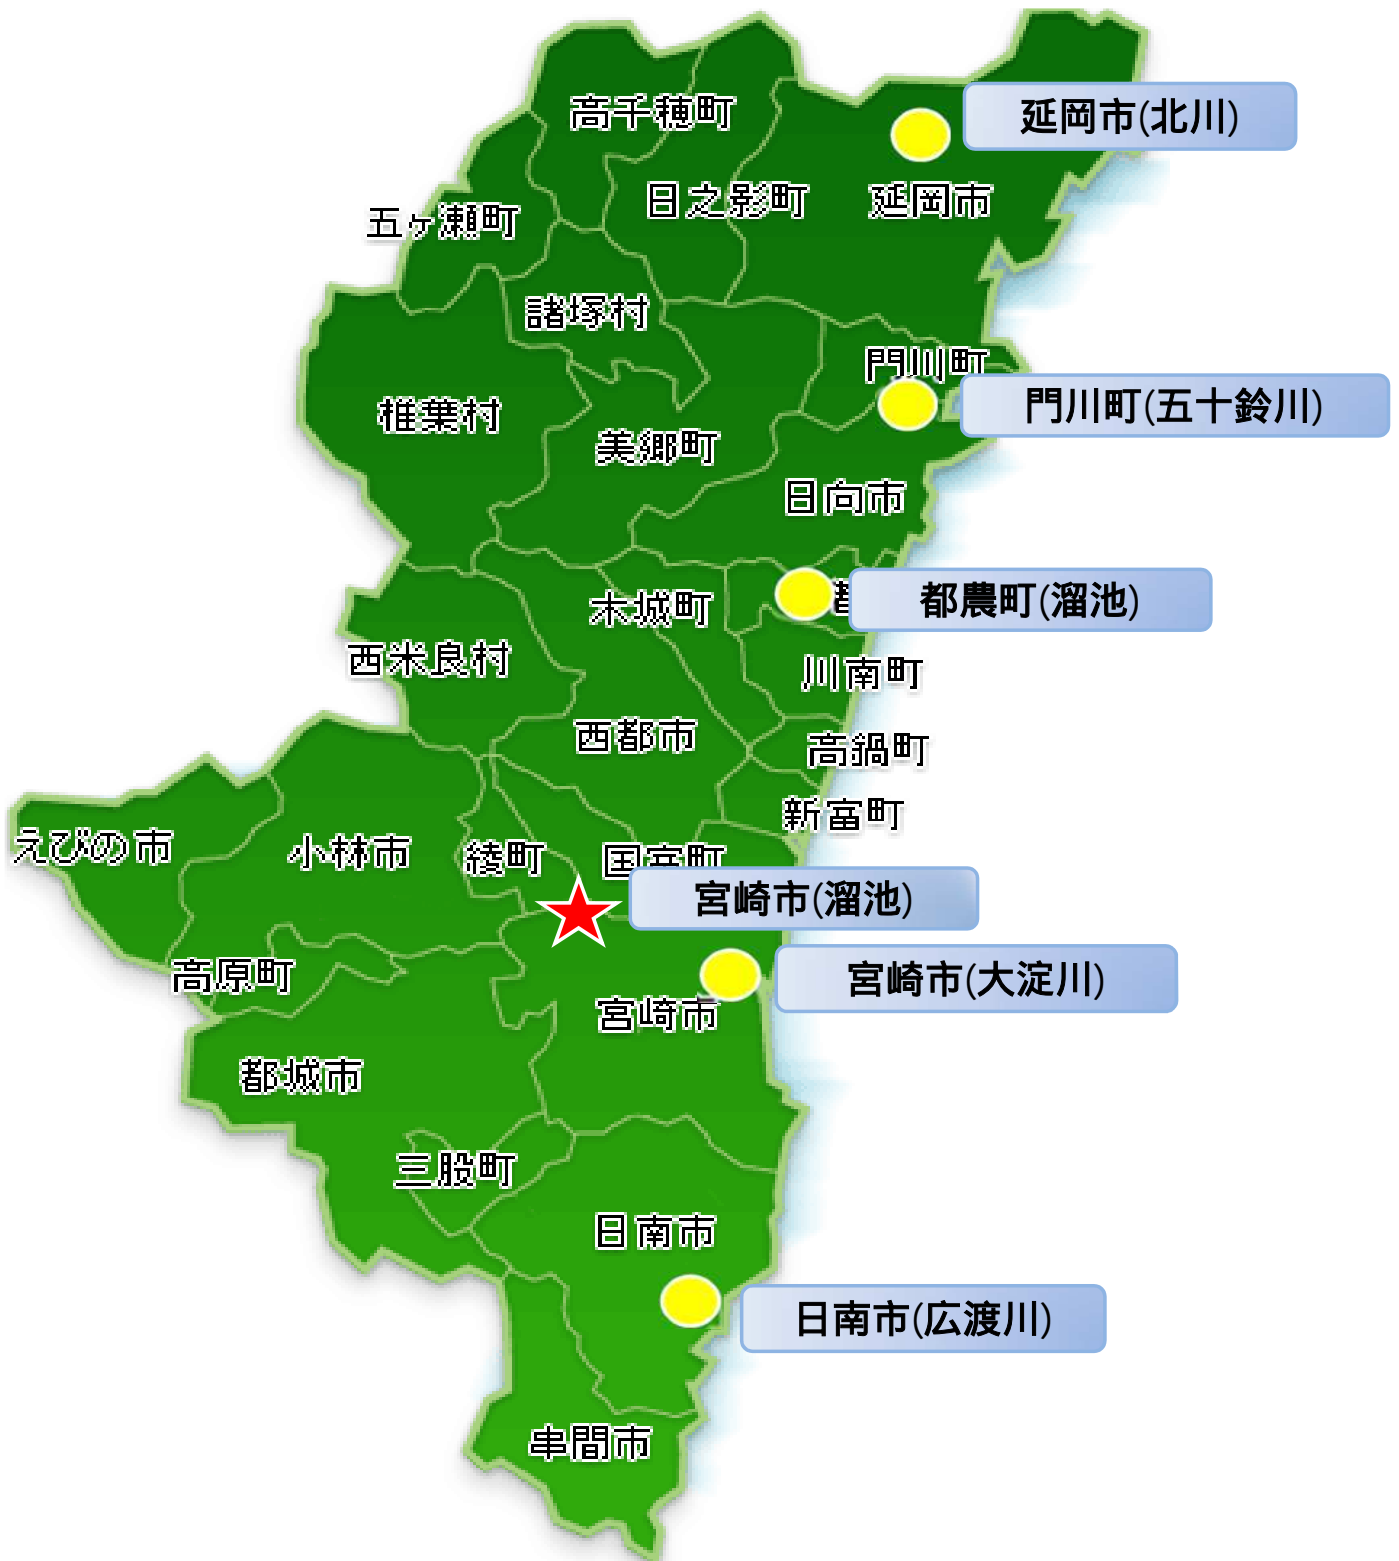 延岡市(北川)
高千穂町
日之影町
延岡市
五ヶ瀬町
諸塚村
門川町
門川町(五十鈴川)
椎葉村
美郷町
日向市
都農町(溜池)
木城町
西米良村
川南町
西都市
高鍋町
新富町
えびの市
小林市
綾町
国富町
宮崎市(溜池)
高原町
宮崎市(大淀川)
宮崎市
都城市
三股町
日南市
日南市(広渡川)
串間市